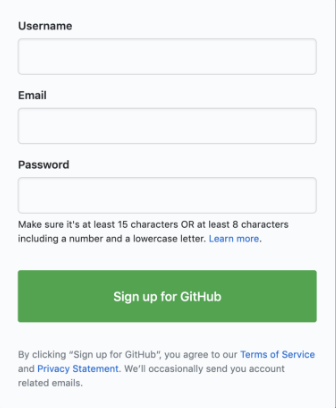 Username
Email
Password
Make sure it's at least 15 characters OR at least 8 characters
including a number and a lowercase letter. Learn more.
Sign up for GitHub
By clicking “Sign up for GitHub”, you agree to our Terms of Service
and Privacy Statement. We'll occasionally send you account
related emails.